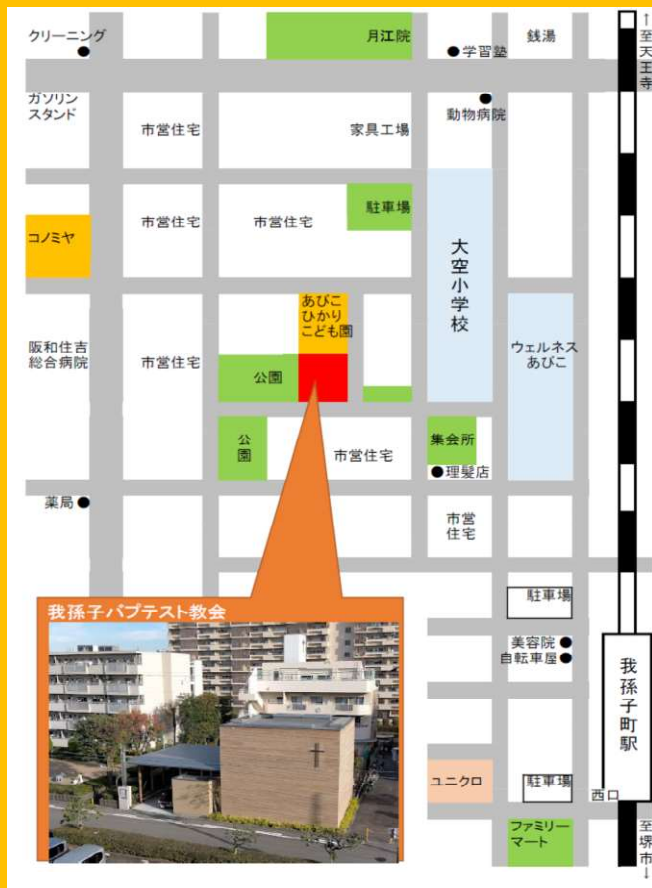 クリーニング
月江院
学習塾
銭湯
↑至天王寺
ガソリン
スタンド
市営住宅
家具工場
動物病院
コノミヤ
市営住宅
市営住宅
駐車場
大空小学校
あびこ
ひかり
こども園
阪和住吉
総合病院
市営住宅
公園
ウェルネス
あびこ
公園
市営住宅
集会所
理髪店
薬局
市営
住宅
駐車場
我孫子バプテスト教会
美容院
自転車屋
我孫子町駅
ユニクロ
駐車場
西口
ファミリー
マート
至堺市↓